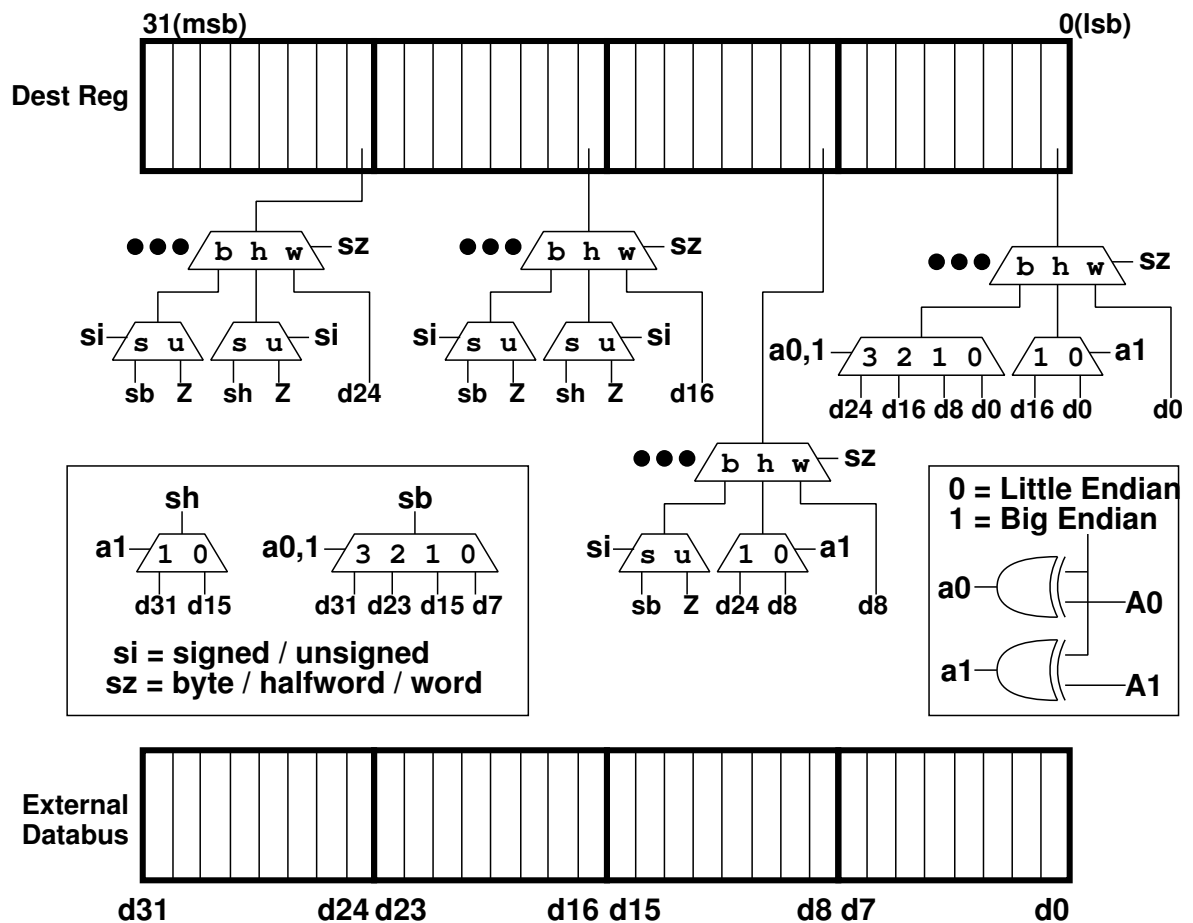 31(msb)
0(lsb)
Dest Reg
b h w
sz
b h w
sz
b h w
sz
si
s u
s u
si
si
s u
s u
si
a0,1
3 2 1 0
1 0
a1
sb Z sh Z d24
sb Z sh Z d16
d24 d16 d8 d0 d16 d0 d0
b h w
sz
si
s u
1 0
a1
sb Z d24 d8 d8
sh
a1
1 0
d31 d15
sb
a0,1
3 2 1 0
d31 d23 d15 d7
si = signed / unsigned
sz = byte / halfword / word
0 = Little Endian
1 = Big Endian
a0
A0
a1
A1
External
Databus
d31 d24 d23 d16 d15 d8 d7 d0